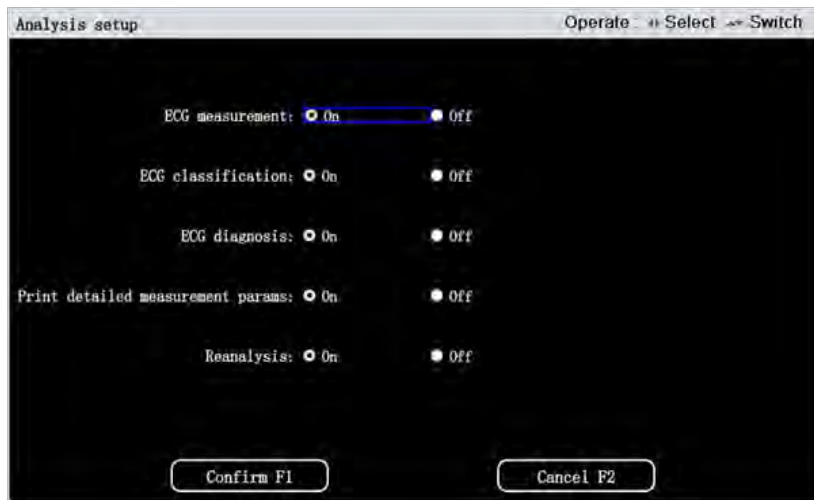 Analysis setup Operate: Select Switch
ECG measurement: On Off
ECG classification: On Off
ECG diagnosis: On Off
Print detailed measurement params: On Off
Reanalysis: On Off
Confirm F1 Cancel F2